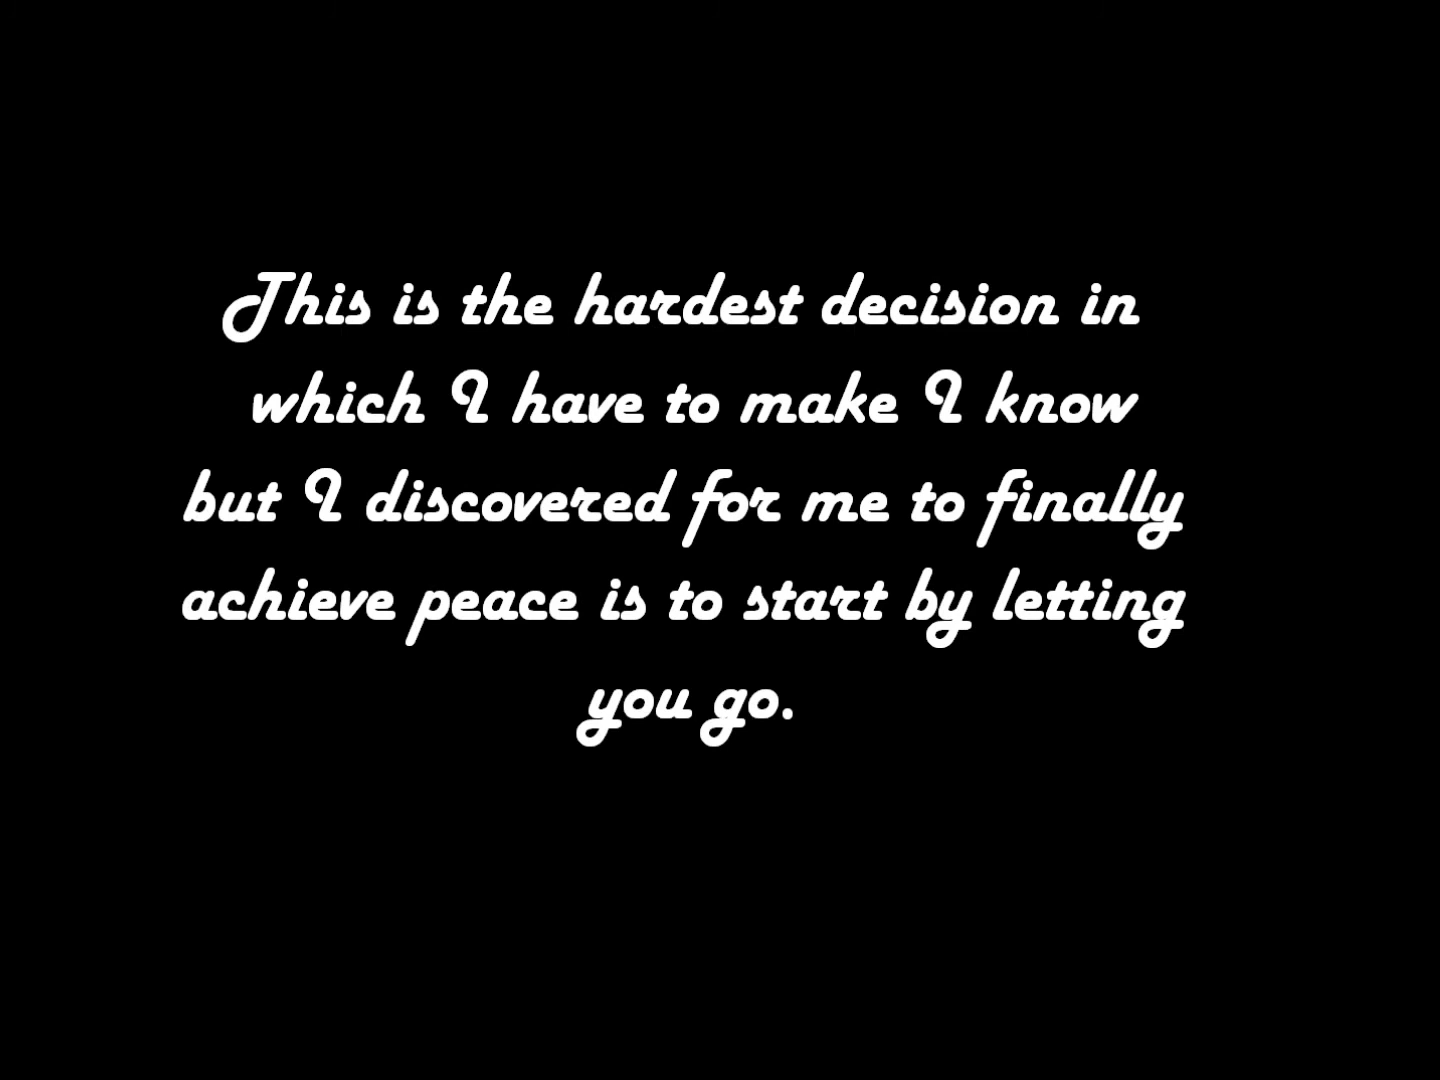 This is the hardest decision in
which I have to make I know
but I discovered for me to finally
achieve peace is to start by letting
you go.